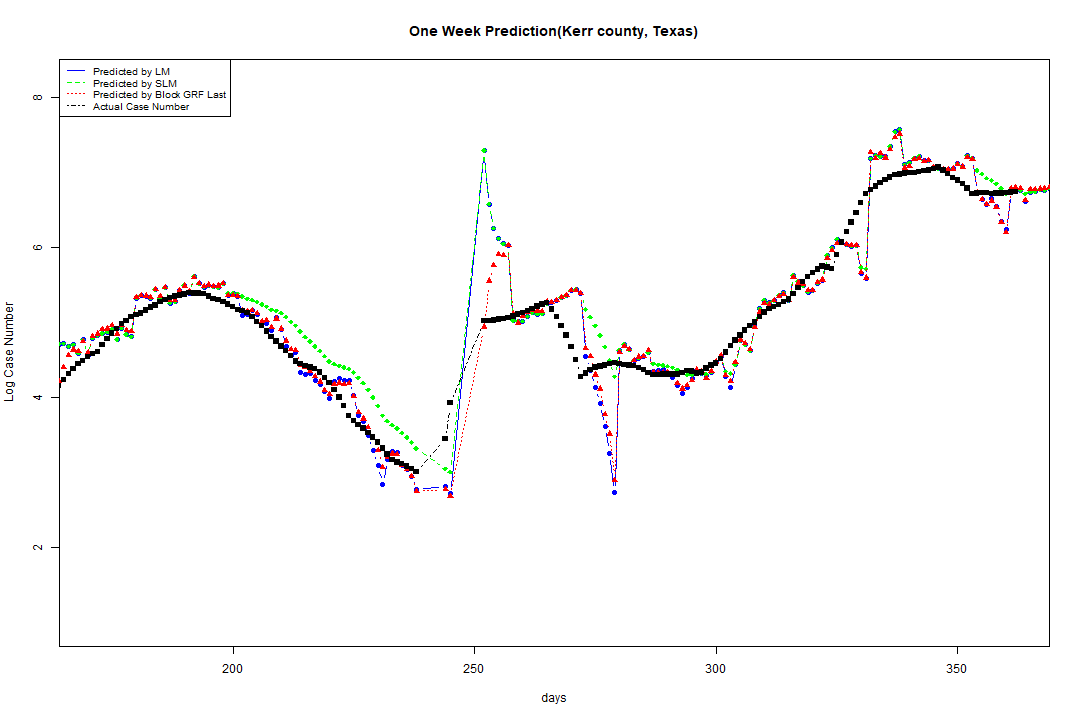 One Week Prediction(Kerr county, Texas)
Predicted by LM
Predicted by SLM
Predicted by Block GRF Last
Actual Case Number
8
6
4
2
Log Case Number
200
250
300
350
days